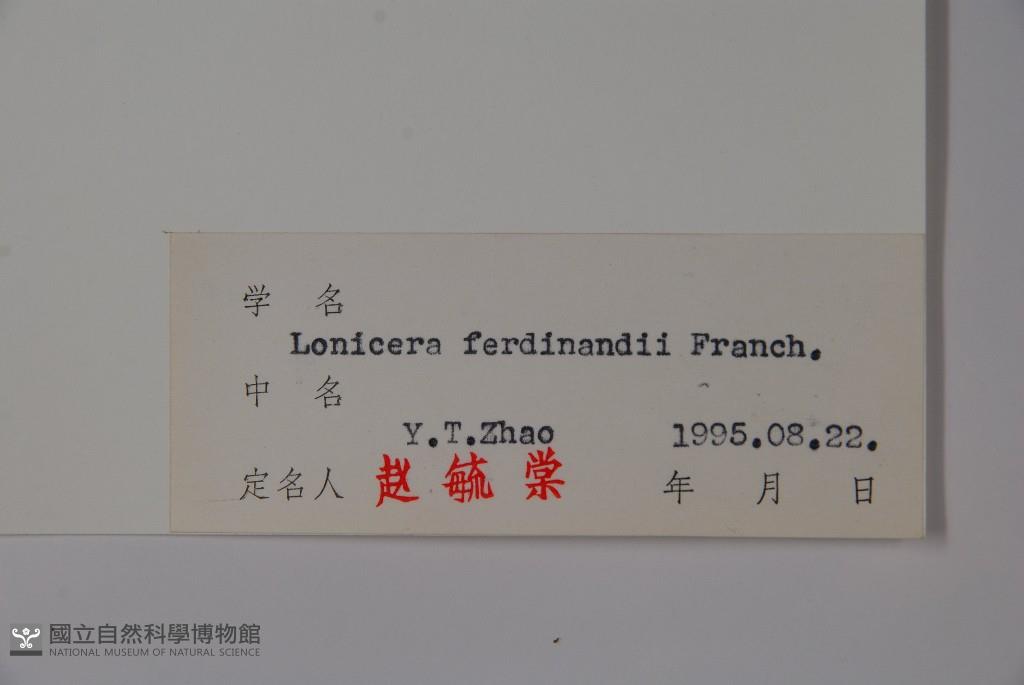 学 名
Lonicera ferdinandii Franch.
中 名
Y.T.Zhao 1995.08.22.
定名人 赵毓棠 年 月 日
國立自然科學博物館
NATIONAL MUSEUM OF NATURAL SCIENCE